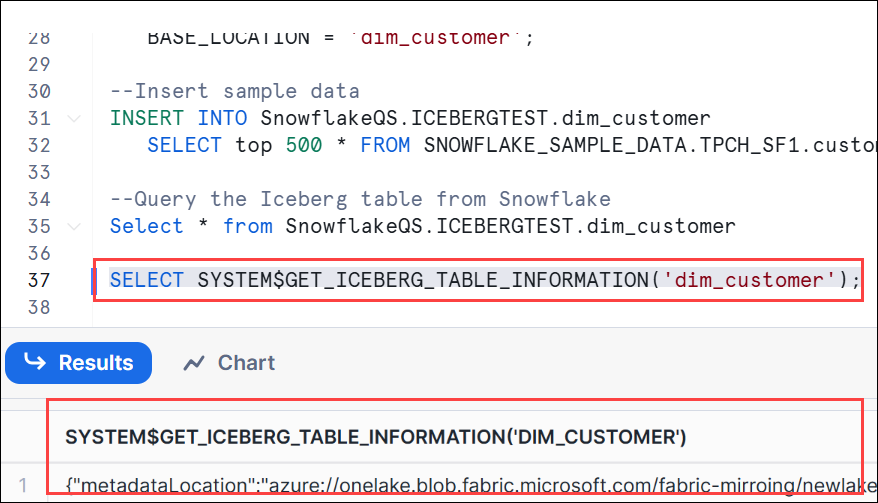 28 BASE_LOCATION = 'dim_customer';
29
30 --Insert sample data
31 INSERT INTO SnowflakeQS.ICEBERGTEST.dim_customer
32 SELECT top 500 * FROM SNOWFLAKE_SAMPLE_DATA.TPCH_SF1.custo
33
34 --Query the Iceberg table from Snowflake
35 Select * from SnowflakeQS.ICEBERGTEST.dim_customer
36
37 SELECT SYSTEM$GET_ICEBERG_TABLE_INFORMATION('dim_customer');
38
Results Chart
SYSTEM$GET_ICEBERG_TABLE_INFORMATION('DIM_CUSTOMER')
1 {"metadataLocation":"azure://onelake.blob.fabric.microsoft.com/fabric-mirroing/newlake